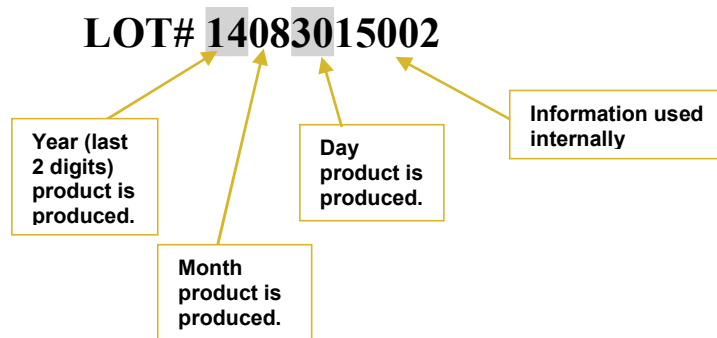 LOT# 14083015002
Year (last
2 digits)
product is
produced.
Month
product is
produced.
Day
product is
produced.
Information used
internally